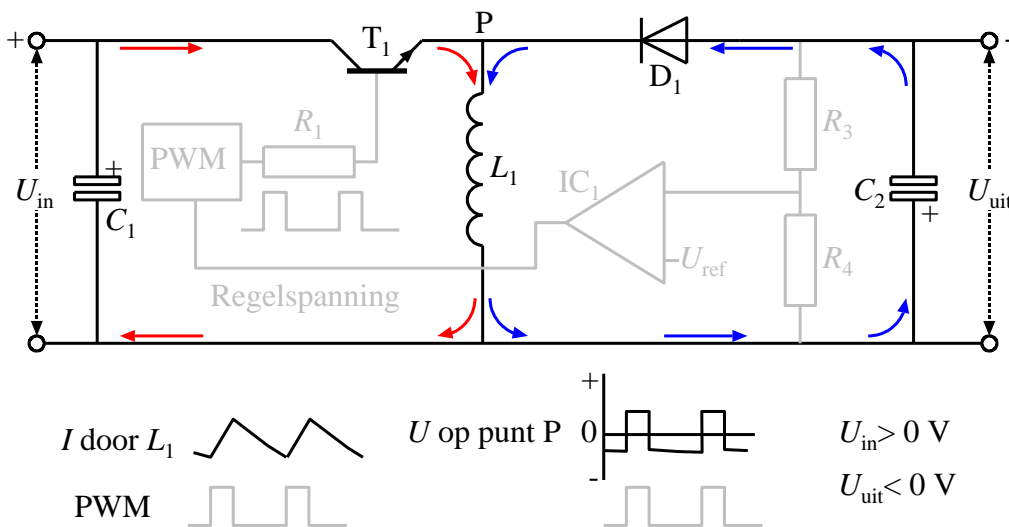 + T₁ P -
D₁
R₁ R₃
PWM
L₁ IC₁
Uin + C₁ C₂ Uuit
+
Uref R₄
Regelspanning
+
I door L₁ U op punt P 0 Uin> 0 V
-
PWM Uuit< 0 V